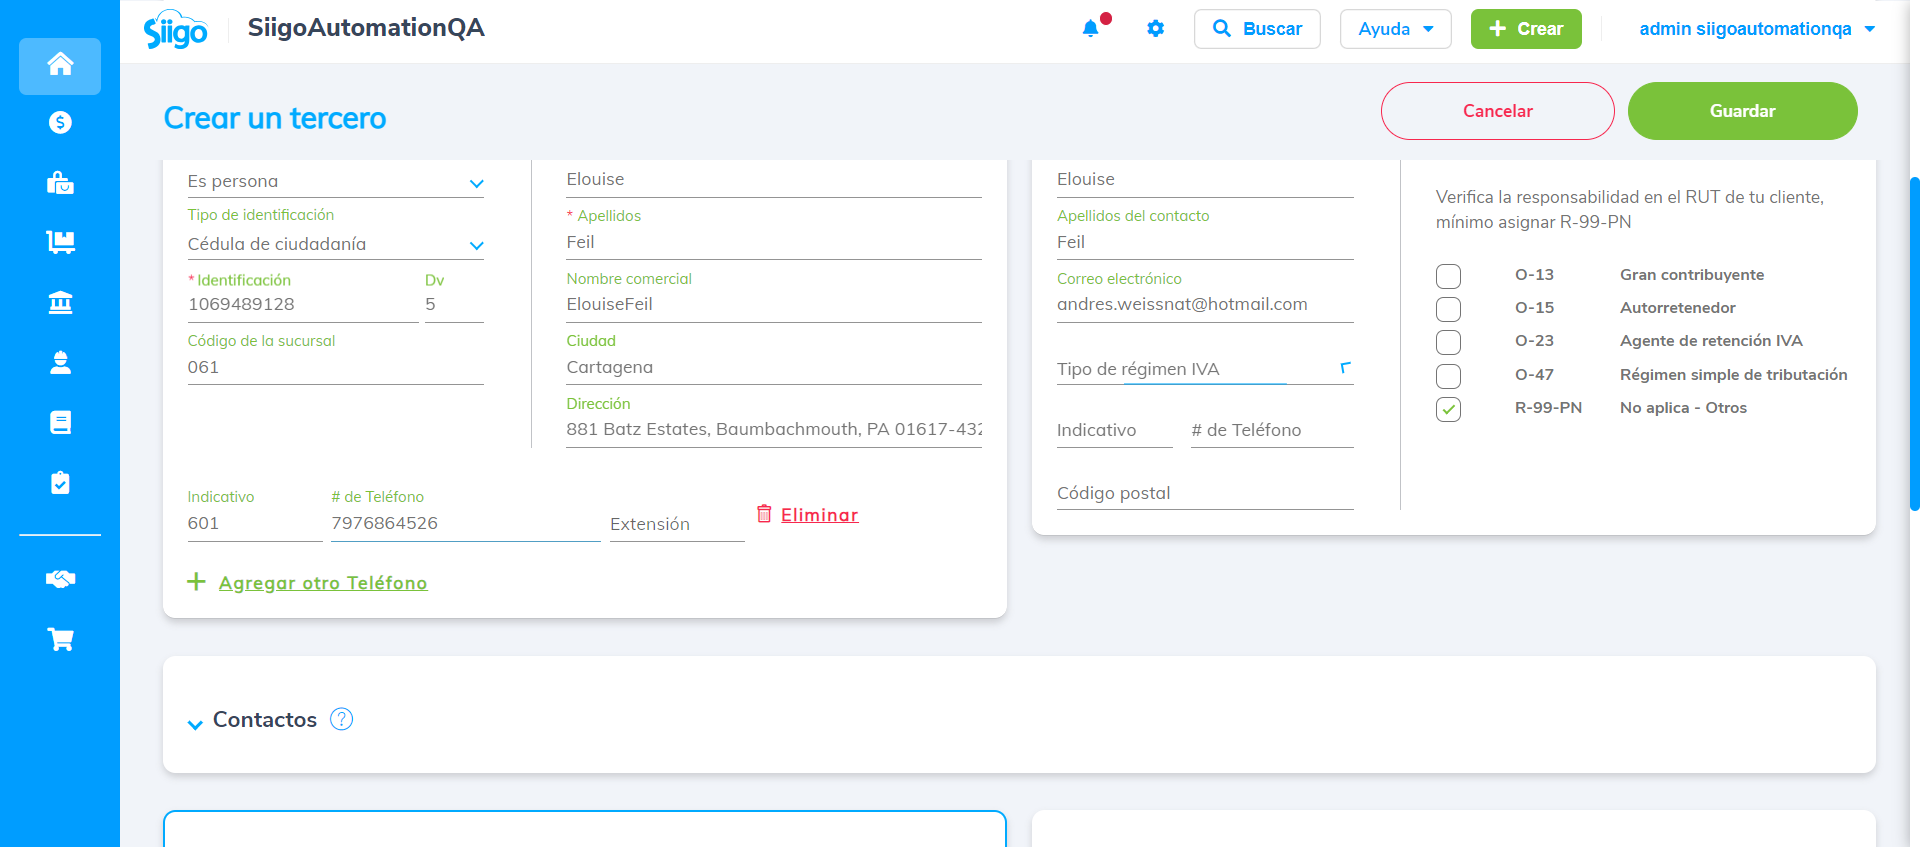 Siigo
SiigoAutomationQA
Buscar
Ayuda
Crear
admin siigoautomationqa
Crear un tercero
Cancelar
Guardar
Es persona
Tipo de identificación
Cédula de ciudadanía
* Identificación
Dv
1069489128
5
Código de la sucursal
061
Elouise
* Apellidos
Feil
Nombre comercial
ElouiseFeil
Ciudad
Cartagena
Dirección
881 Batz Estates, Baumbachmouth, PA 01617-432
Indicativo
# de Teléfono
601
7976864526
Extensión
Eliminar
+ Agregar otro Teléfono
Elouise
Apellidos del contacto
Feil
Correo electrónico
andres.weissnat@hotmail.com
Tipo de régimen IVA
Indicativo
# de Teléfono
Código postal
Verifica la responsabilidad en el RUT de tu cliente,
mínimo asignar R-99-PN
O-13 Gran contribuyente
O-15 Autorretenedor
O-23 Agente de retención IVA
O-47 Régimen simple de tributación
R-99-PN No aplica - Otros
Contactos ?